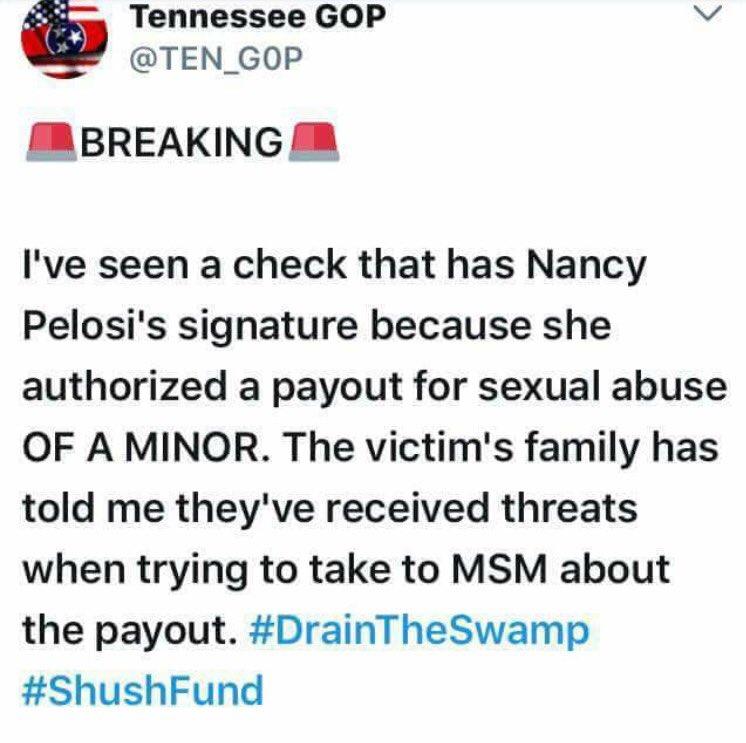 Tennessee GOP
@TEN_GOP
🚨BREAKING🚨
I've seen a check that has Nancy
Pelosi's signature because she
authorized a payout for sexual abuse
OF A MINOR. The victim's family has
told me they've received threats
when trying to take to MSM about
the payout. #DrainTheSwamp
#ShushFund